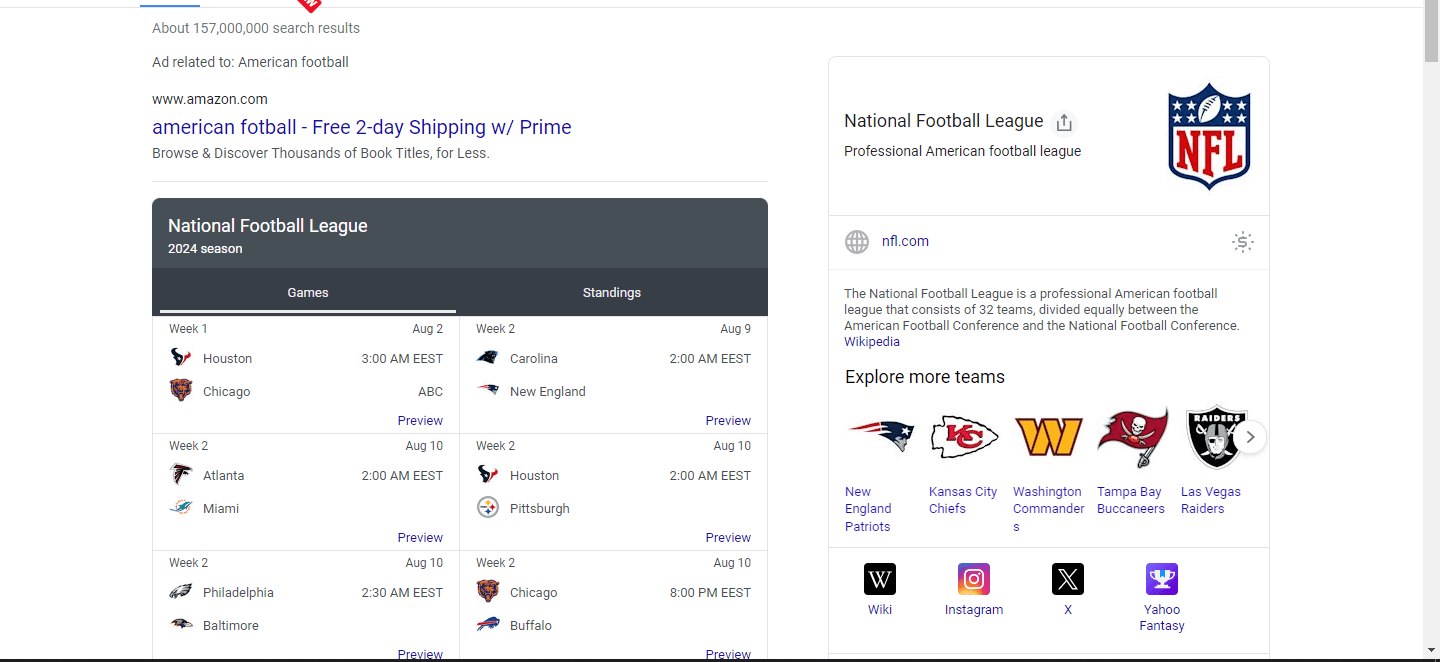 About 157,000,000 search results
Ad related to: American football
www.amazon.com
american fotball - Free 2-day Shipping w/ Prime
Browse & Discover Thousands of Book Titles, for Less.
National Football League
2024 season
Games Standings
Week 1 Aug 2
Houston 3:00 AM EEST
Chicago ABC
Preview
Week 2 Aug 9
Carolina 2:00 AM EEST
New England
Preview
Week 2 Aug 10
Atlanta 2:00 AM EEST
Miami
Preview
Week 2 Aug 10
Houston 2:00 AM EEST
Pittsburgh
Preview
Week 2 Aug 10
Philadelphia 2:30 AM EEST
Baltimore
Preview
Week 2 Aug 10
Chicago 8:00 PM EEST
Buffalo
Preview
National Football League
Professional American football league
NFL
nfl.com
The National Football League is a professional American football
league that consists of 32 teams, divided equally between the
American Football Conference and the National Football Conference.
Wikipedia
Explore more teams
KC
W
RAIDERS
New
England
Patriots
Kansas City
Chiefs
Washington
Commander
s
Tampa Bay
Buccaneers
Las Vegas
Raiders
W
Wiki
Instagram
X
X
Yahoo
Fantasy